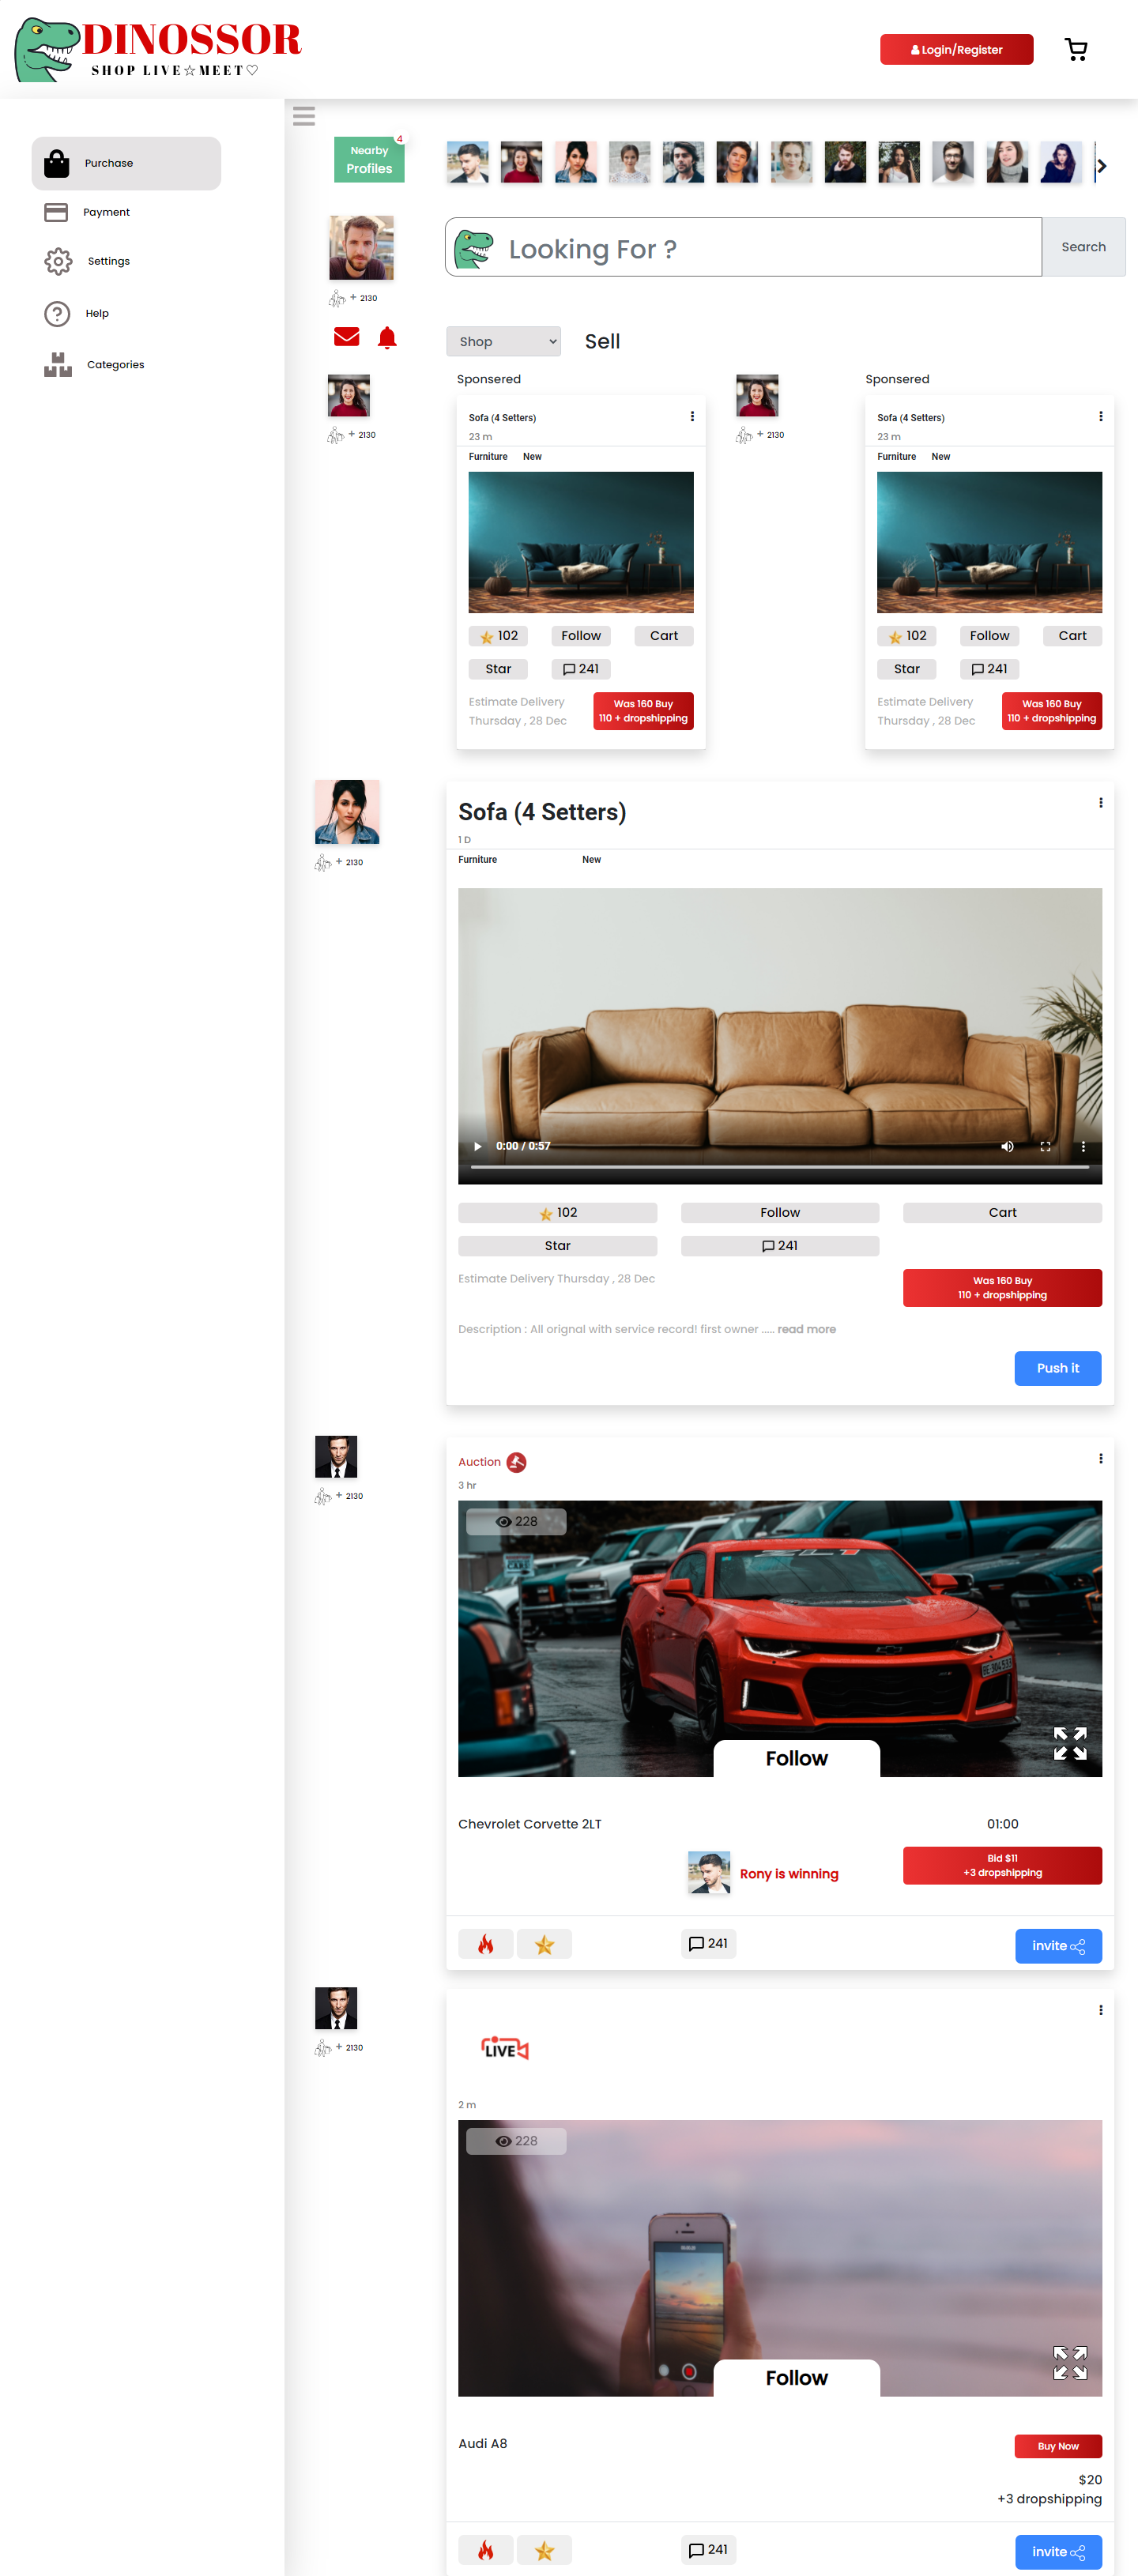 DINOSSOR
SHOP LIVE☆MEET♡
Login/Register
Purchase
Payment
Settings
Help
Categories
Nearby
Profiles
4
+ 2130
Looking For ?
Search
Shop
Sell
Sponsered
Sofa (4 Setters)
23 m
Furniture New
102
Follow
Cart
Star
241
Estimate Delivery
Thursday , 28 Dec
Was 160 Buy
110 + dropshipping
+ 2130
+ 2130
Sponsered
Sofa (4 Setters)
23 m
Furniture New
102
Follow
Cart
Star
241
Estimate Delivery
Thursday , 28 Dec
Was 160 Buy
110 + dropshipping
+ 2130
Sofa (4 Setters)
1 D
Furniture New
0:00 / 0:57
102
Follow
Cart
Star
241
Estimate Delivery Thursday , 28 Dec
Was 160 Buy
110 + dropshipping
Description : All orignal with service record! first owner ..... read more
Push it
+ 2130
Auction
3 hr
228
Follow
Chevrolet Corvette 2LT
01:00
Rony is winning
Bid $11
+3 dropshipping
241
invite
+ 2130
LIVE
2 m
228
Follow
Audi A8
Buy Now
$20
+3 dropshipping
241
invite